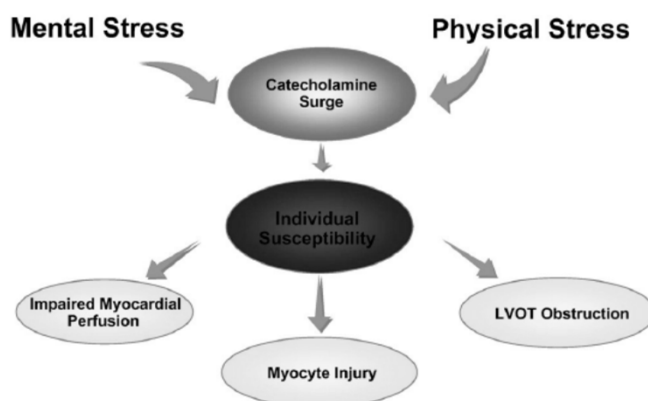 Mental Stress
Physical Stress
Catecholamine
Surge
Individual
Susceptibility
Impaired Myocardial
Perfusion
LVOT Obstruction
Myocyte Injury